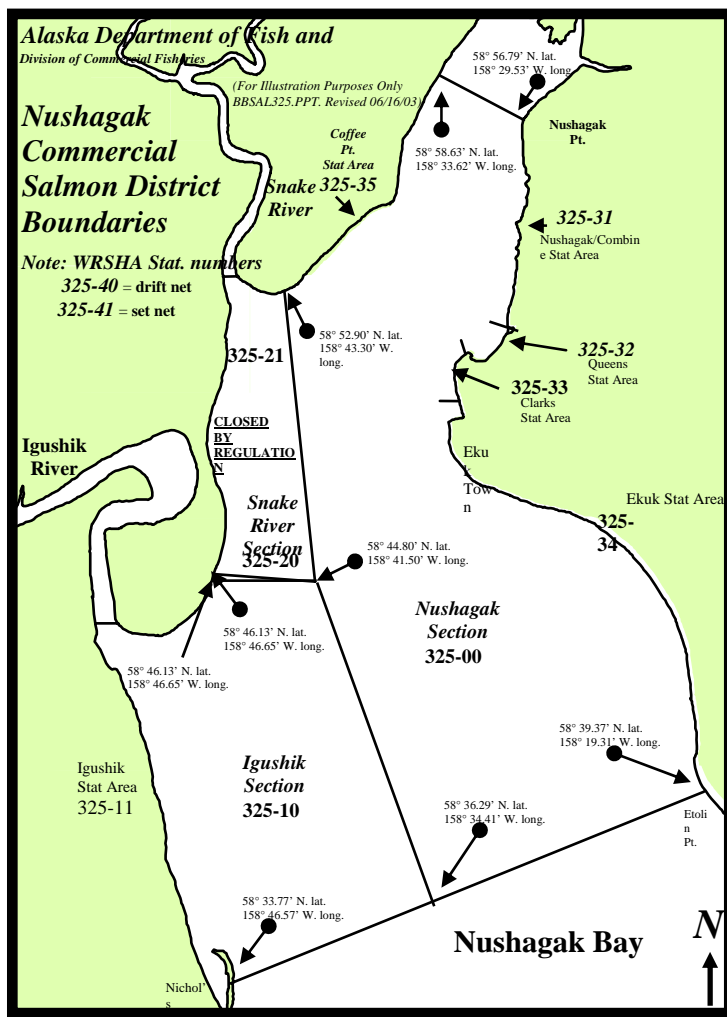 Alaska Department of Fish and
Division of Commercial Fisheries
(For Illustration Purposes Only
BBSAL325.PPT. Revised 06/16/03)
Nushagak
Commercial
Salmon District
Boundaries
Note: WRSHA Stat. numbers
325-40 = drift net
325-41 = set net
58° 56.79’ N. lat.
158° 29.53’ W. long.
Nushagak
Pt.
58° 58.63’ N. lat.
158° 33.62’ W. long.
Coffee
Pt.
Stat Area
325-35
Snake
River
325-31
Nushagak/Combin
e Stat Area
58° 52.90’ N. lat.
158° 43.30’ W.
long.
325-21
325-32
Queens
Stat Area
325-33
Clarks
Stat Area
CLOSED
BY
REGULATIO
N
Igushik
River
Eku
k
Tow
n
Ekuk Stat Area
325-
34
Snake
River
Section
325-20
58° 44.80’ N. lat.
158° 41.50’ W. long.
Nushagak
Section
325-00
58° 46.13’ N. lat.
158° 46.65’ W. long.
58° 46.13’ N. lat.
158° 46.65’ W. long.
58° 39.37’ N. lat.
158° 19.31’ W. long.
Igushik
Stat Area
325-11
Igushik
Section
325-10
58° 36.29’ N. lat.
158° 34.41’ W. long.
Etoli
n
Pt.
58° 33.77’ N. lat.
158° 46.57’ W. long.
Nushagak Bay
N
Nichol’
s